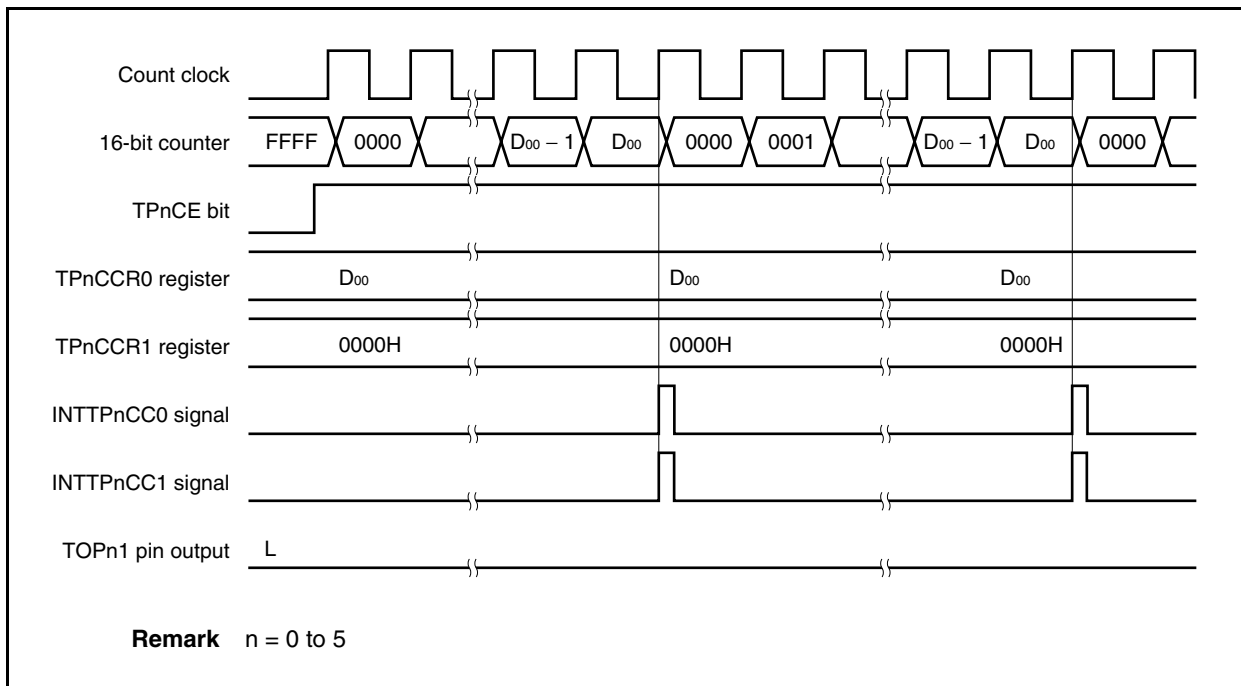 Count clock
16-bit counter FFFF 0000 D00 – 1 D00 0000 0001 D00 – 1 D00 0000
TPnCE bit
TPnCCR0 register D00 D00 D00
TPnCCR1 register 0000H 0000H 0000H
INTTPnCC0 signal
INTTPnCC1 signal
TOPn1 pin output L
Remark n = 0 to 5